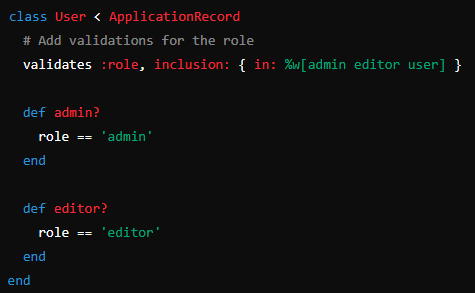 class User < ApplicationRecord
  # Add validations for the role
  validates :role, inclusion: { in: %w[admin editor user] }

  def admin?
    role == 'admin'
  end

  def editor?
    role == 'editor'
  end
end